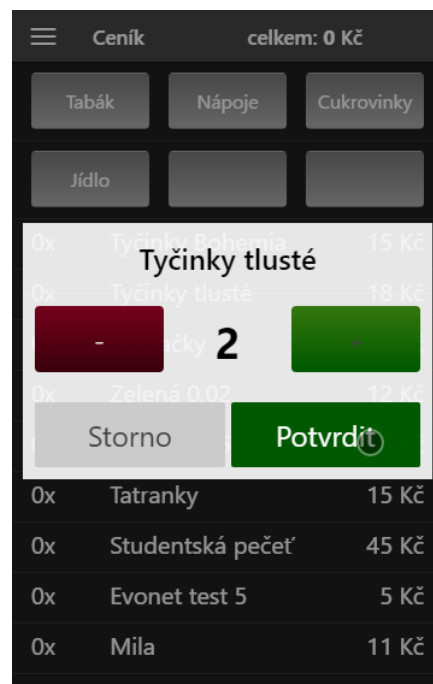 Ceník celkem: 0 Kč
Tabák Nápoje Cukrovinky
Jídlo
0x Tyčinky Bohemia 15 Kč
Tyčinky tlusté
0x Tyčinky tlusté 18 Kč
- 2 +
0x Zelená 0.02 12 Kč
Storno Potvrdit
0x Tatranky 15 Kč
0x Studentská pečeť 45 Kč
0x Evonet test 5 5 Kč
0x Mila 11 Kč